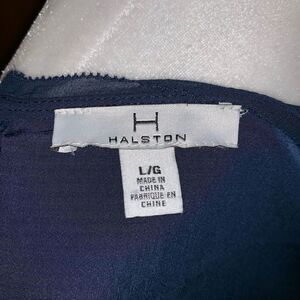 H
HALSTON
L/G
MADE IN
CHINA
FABRIQUÉ EN
CHINE